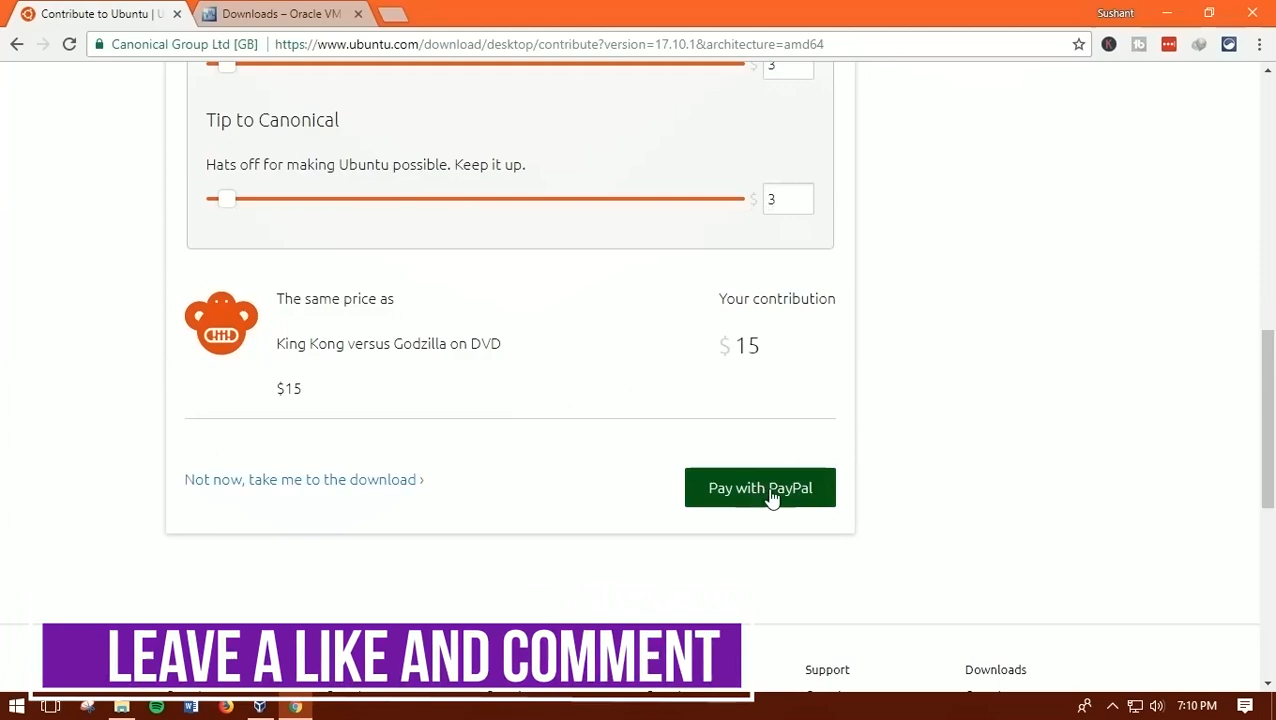 Contribute to Ubuntu | U
Downloads – Oracle VM
Sushant
Canonical Group Ltd [GB]
https://www.ubuntu.com/download/desktop/contribute?version=17.10.1&architecture=amd64
$ 3
Tip to Canonical
Hats off for making Ubuntu possible. Keep it up.
$ 3
The same price as
Your contribution
King Kong versus Godzilla on DVD
$ 15
$15
Not now, take me to the download ›
Pay with PayPal
LEAVE A LIKE AND COMMENT
Support
Downloads
7:10 PM